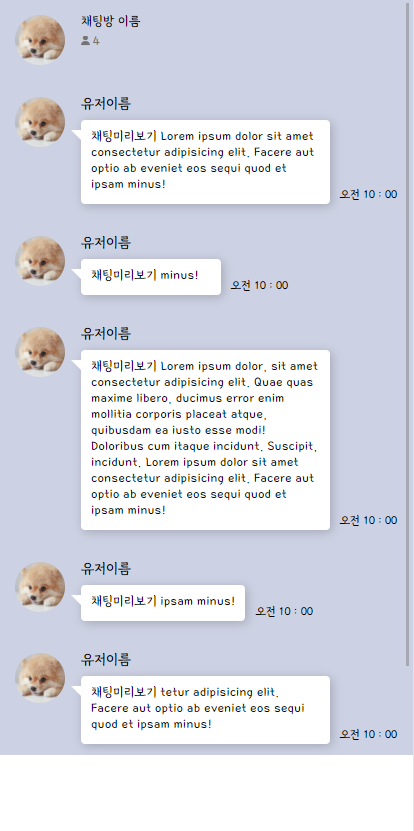 채팅방 이름
4
유저이름
채팅미리보기 Lorem ipsum dolor sit amet
consectetur adipisicing elit. Facere aut
optio ab eveniet eos sequi quod et
ipsam minus!
오전 10 : 00
유저이름
채팅미리보기 minus!
오전 10 : 00
유저이름
채팅미리보기 Lorem ipsum dolor, sit amet
consectetur adipisicing elit. Quae quas
maxime libero, ducimus error enim
mollitia corporis placeat atque,
quibusdam ea iusto esse modi!
Doloribus cum itaque incidunt. Suscipit,
incidunt. Lorem ipsum dolor sit amet
consectetur adipisicing elit. Facere aut
optio ab eveniet eos sequi quod et
ipsam minus!
오전 10 : 00
유저이름
채팅미리보기 ipsam minus!
오전 10 : 00
유저이름
채팅미리보기 tetur adipisicing elit.
Facere aut optio ab eveniet eos sequi
quod et ipsam minus!
오전 10 : 00